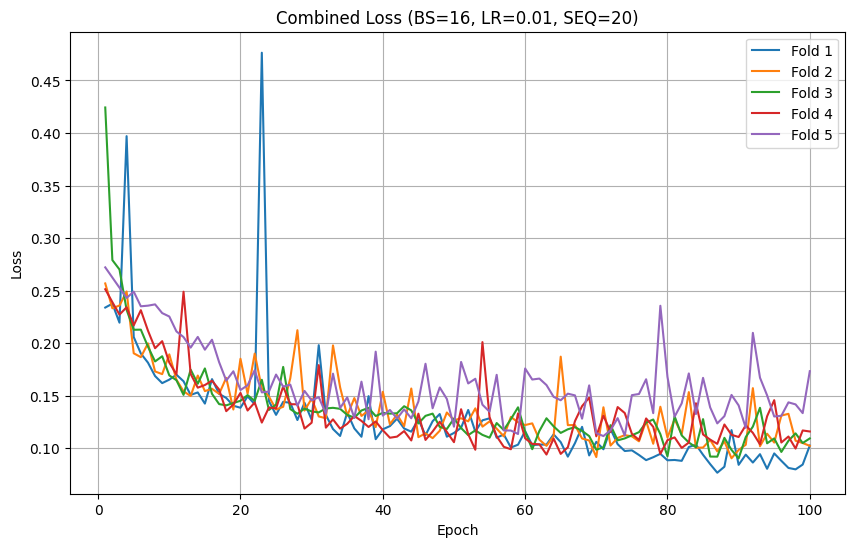 Combined Loss (BS=16, LR=0.01, SEQ=20)
Loss
0.45
0.40
0.35
0.30
0.25
0.20
0.15
0.10
Fold 1
Fold 2
Fold 3
Fold 4
Fold 5
0
20
40
60
80
100
Epoch